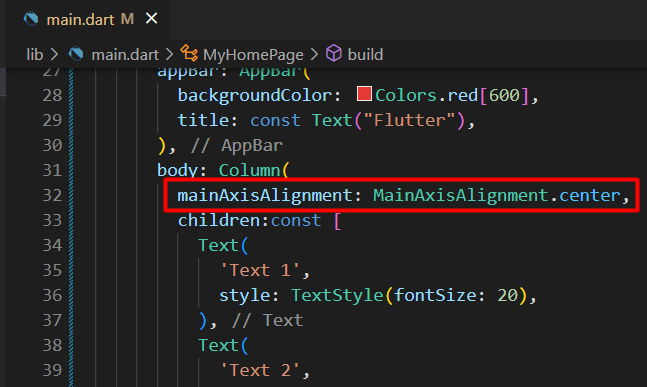 main.dart M ×
lib > main.dart > MyHomePage > build
27 appBar: AppBar(
28 backgroundColor: Colors.red[600],
29 title: const Text("Flutter"),
30 ), // AppBar
31 body: Column(
32 mainAxisAlignment: MainAxisAlignment.center,
33 children:const [
34 Text(
35 'Text 1',
36 style: TextStyle(fontSize: 20),
37 ), // Text
38 Text(
39 'Text 2',